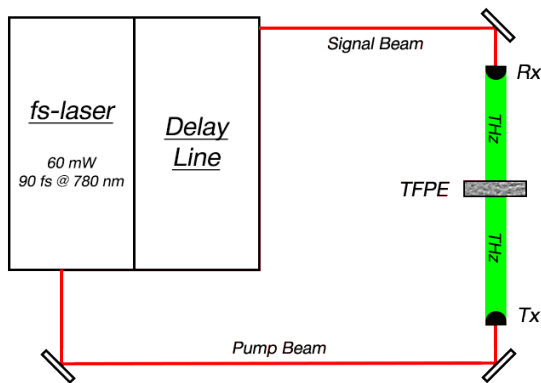 Signal Beam
Rx
fs-laser
60 mW
90 fs @ 780 nm
Delay
Line
THz
TFPE
THz
Tx
Pump Beam